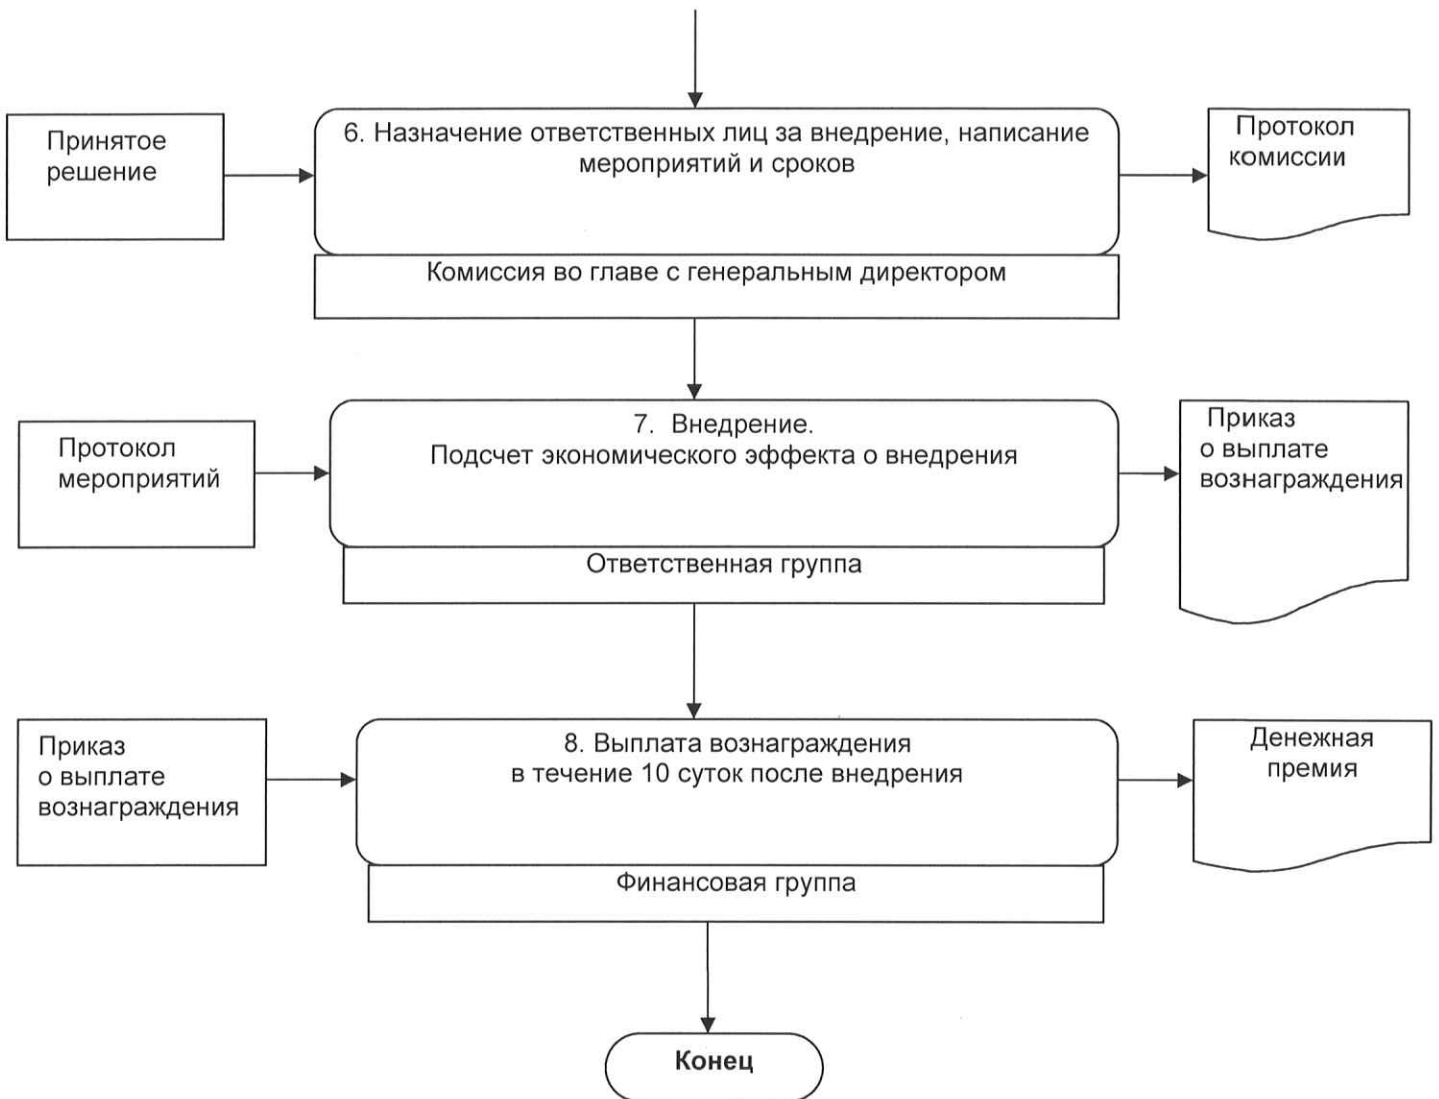 Принятое
решение
6. Назначение ответственных лиц за внедрение, написание
мероприятий и сроков
Протокол
комиссии
Комиссия во главе с генеральным директором
Протокол
мероприятий
7. Внедрение.
Подсчет экономического эффекта о внедрения
Приказ
о выплате
вознаграждения
Ответственная группа
Приказ
о выплате
вознаграждения
8. Выплата вознаграждения
в течение 10 суток после внедрения
Денежная
премия
Финансовая группа
Конец